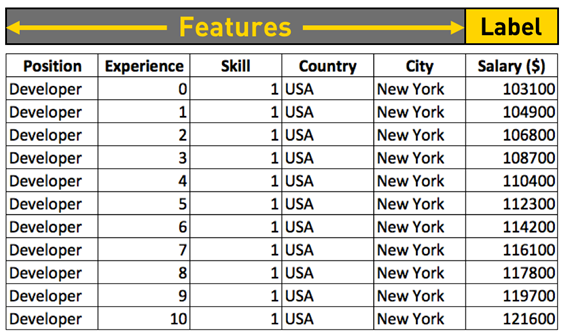 Features Label
Position Experience Skill Country City Salary ($)
Developer 0 1 USA New York 103100
Developer 1 1 USA New York 104900
Developer 2 1 USA New York 106800
Developer 3 1 USA New York 108700
Developer 4 1 USA New York 110400
Developer 5 1 USA New York 112300
Developer 6 1 USA New York 114200
Developer 7 1 USA New York 116100
Developer 8 1 USA New York 117800
Developer 9 1 USA New York 119700
Developer 10 1 USA New York 121600